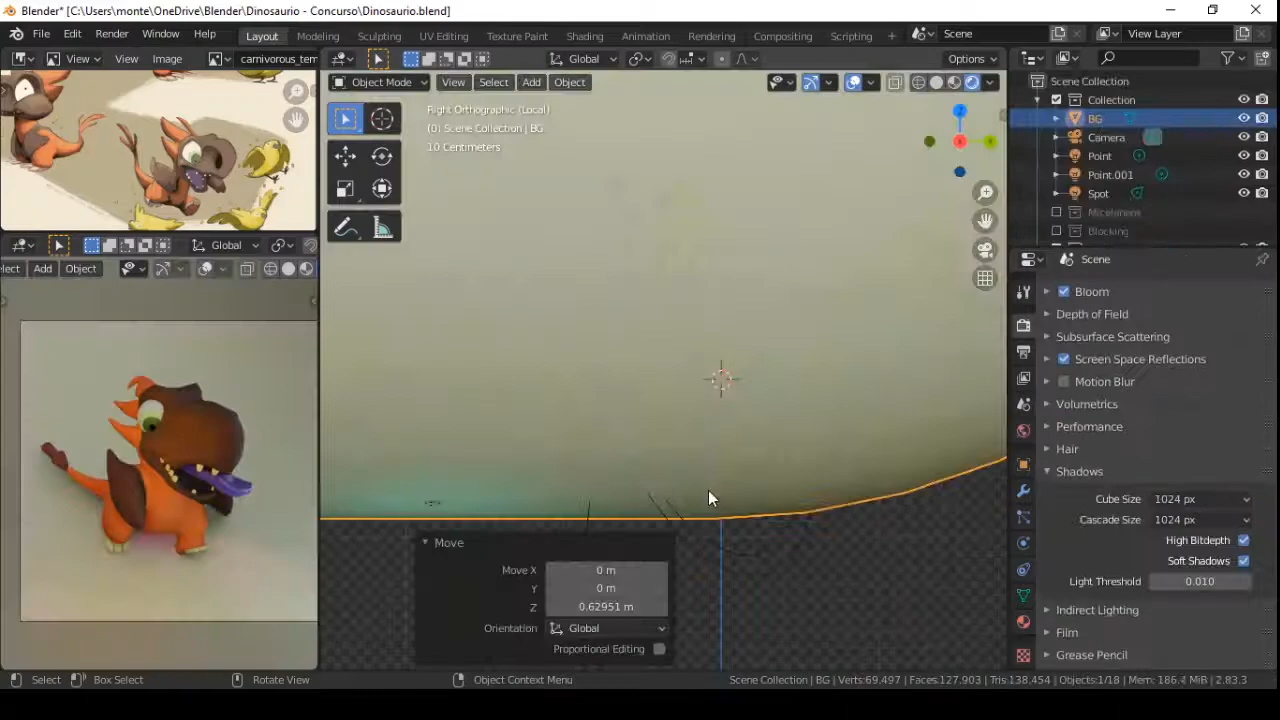 Blender* [C:\Users\monte\OneDrive\Blender\Dinosaurio - Concurso\Dinosaurio.blend]
File Edit Render Window Help Layout Modeling Sculpting UV Editing Texture Paint Shading Animation Rendering Compositing Scripting + Scene View Layer
View View Image carnivorous_tem Global Options
Object Mode View Select Add Object
Right Orthographic (Local)
(0) Scene Collection | BG
10 Centimeters
Z
Scene Collection
Collection
BG
Camera
Point
Point.001
Spot
Blocking
Global
elect Add Object
Scene
Bloom
Depth of Field
Subsurface Scattering
Screen Space Reflections
Motion Blur
Volumetrics
Performance
Hair
Shadows
Cube Size 1024 px
Cascade Size 1024 px
High Bitdepth
Soft Shadows
Light Threshold 0.010
Indirect Lighting
Film
Grease Pencil
Move
Move X 0 m
Y 0 m
Z 0.62951 m
Orientation Global
Proportional Editing
Select Box Select Rotate View Object Context Menu Scene Collection | BG | Verts:69.497 | Faces:127,903 | Tris:138,454 | Objects:1/18 | Mem: 186.4 MiB | 2.83.3